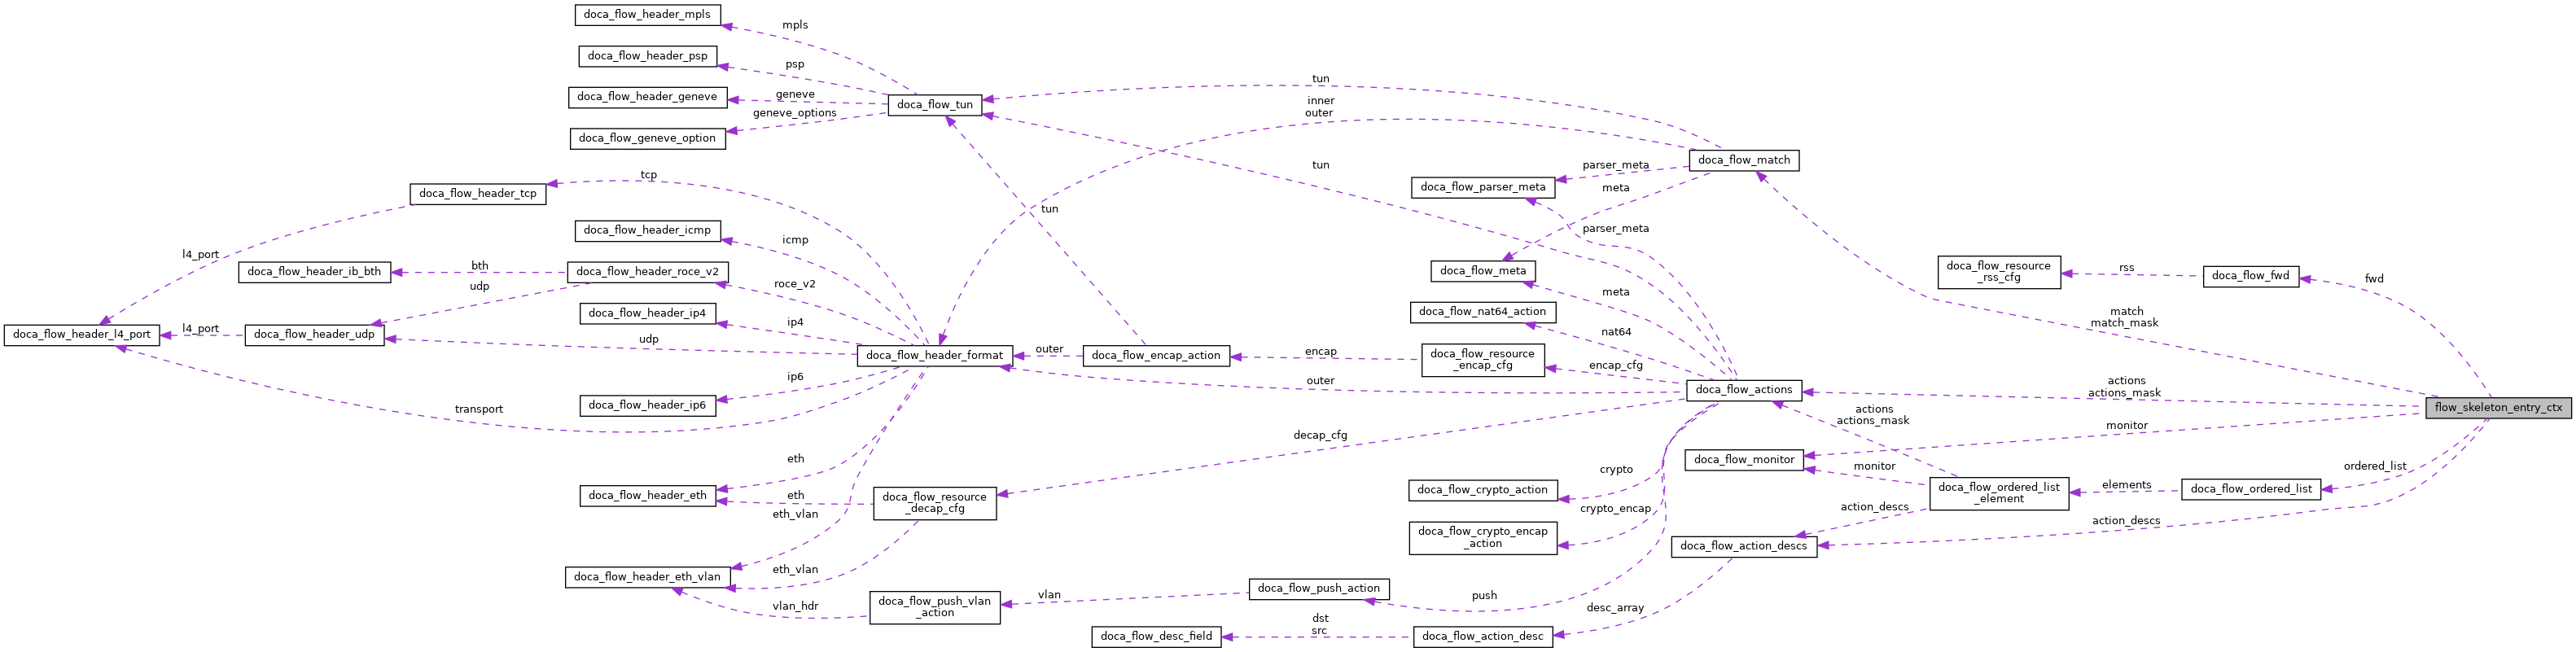 doca_flow_header_mpls
mpls
doca_flow_header_psp
psp
doca_flow_header_geneve
geneve
doca_flow_tun
tun
geneve_options
doca_flow_geneve_option
inner
outer
doca_flow_match
tun
parser_meta
tcp
doca_flow_header_tcp
doca_flow_parser_meta
meta
tun
doca_flow_header_icmp
icmp
parser_meta
l4_port
doca_flow_header_ib_bth
bth
doca_flow_header_roce_v2
doca_flow_meta
doca_flow_resource
_rss_cfg
rss
doca_flow_fwd
fwd
udp
roce_v2
meta
doca_flow_header_ip4
ip4
doca_flow_nat64_action
match
match_mask
doca_flow_header_l4_port
l4_port
doca_flow_header_udp
udp
nat64
doca_flow_header_format
outer
doca_flow_encap_action
encap
doca_flow_resource
_encap_cfg
encap_cfg
ip6
outer
doca_flow_actions
actions
actions_mask
doca_flow_header_ip6
transport
flow_skeleton_entry_ctx
actions
actions_mask
decap_cfg
monitor
eth
doca_flow_monitor
monitor
crypto
ordered_list
doca_flow_header_eth
eth
doca_flow_resource
_decap_cfg
doca_flow_crypto_action
doca_flow_ordered_list
_element
elements
doca_flow_ordered_list
eth_vlan
crypto_encap
action_descs
action_descs
doca_flow_crypto_encap
_action
doca_flow_action_descs
doca_flow_header_eth_vlan
eth_vlan
doca_flow_push_action
vlan
push
doca_flow_push_vlan
_action
vlan_hdr
desc_array
doca_flow_desc_field
dst
src
doca_flow_action_desc